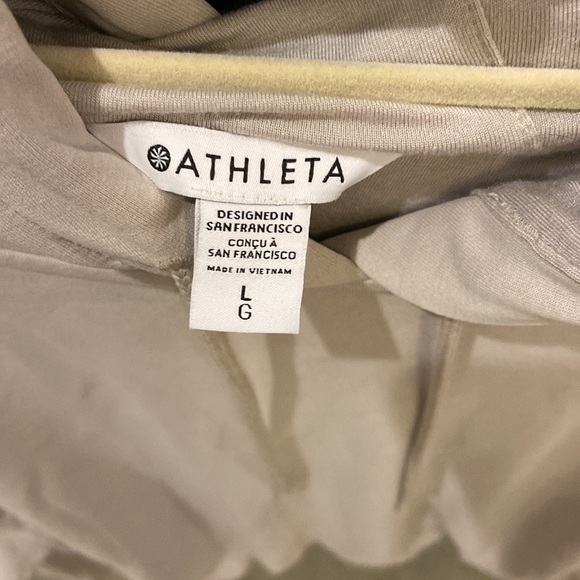 ATHLETA
DESIGNED IN
SAN FRANCISCO
CONÇU À
SAN FRANCISCO
MADE IN VIETNAM
L
G